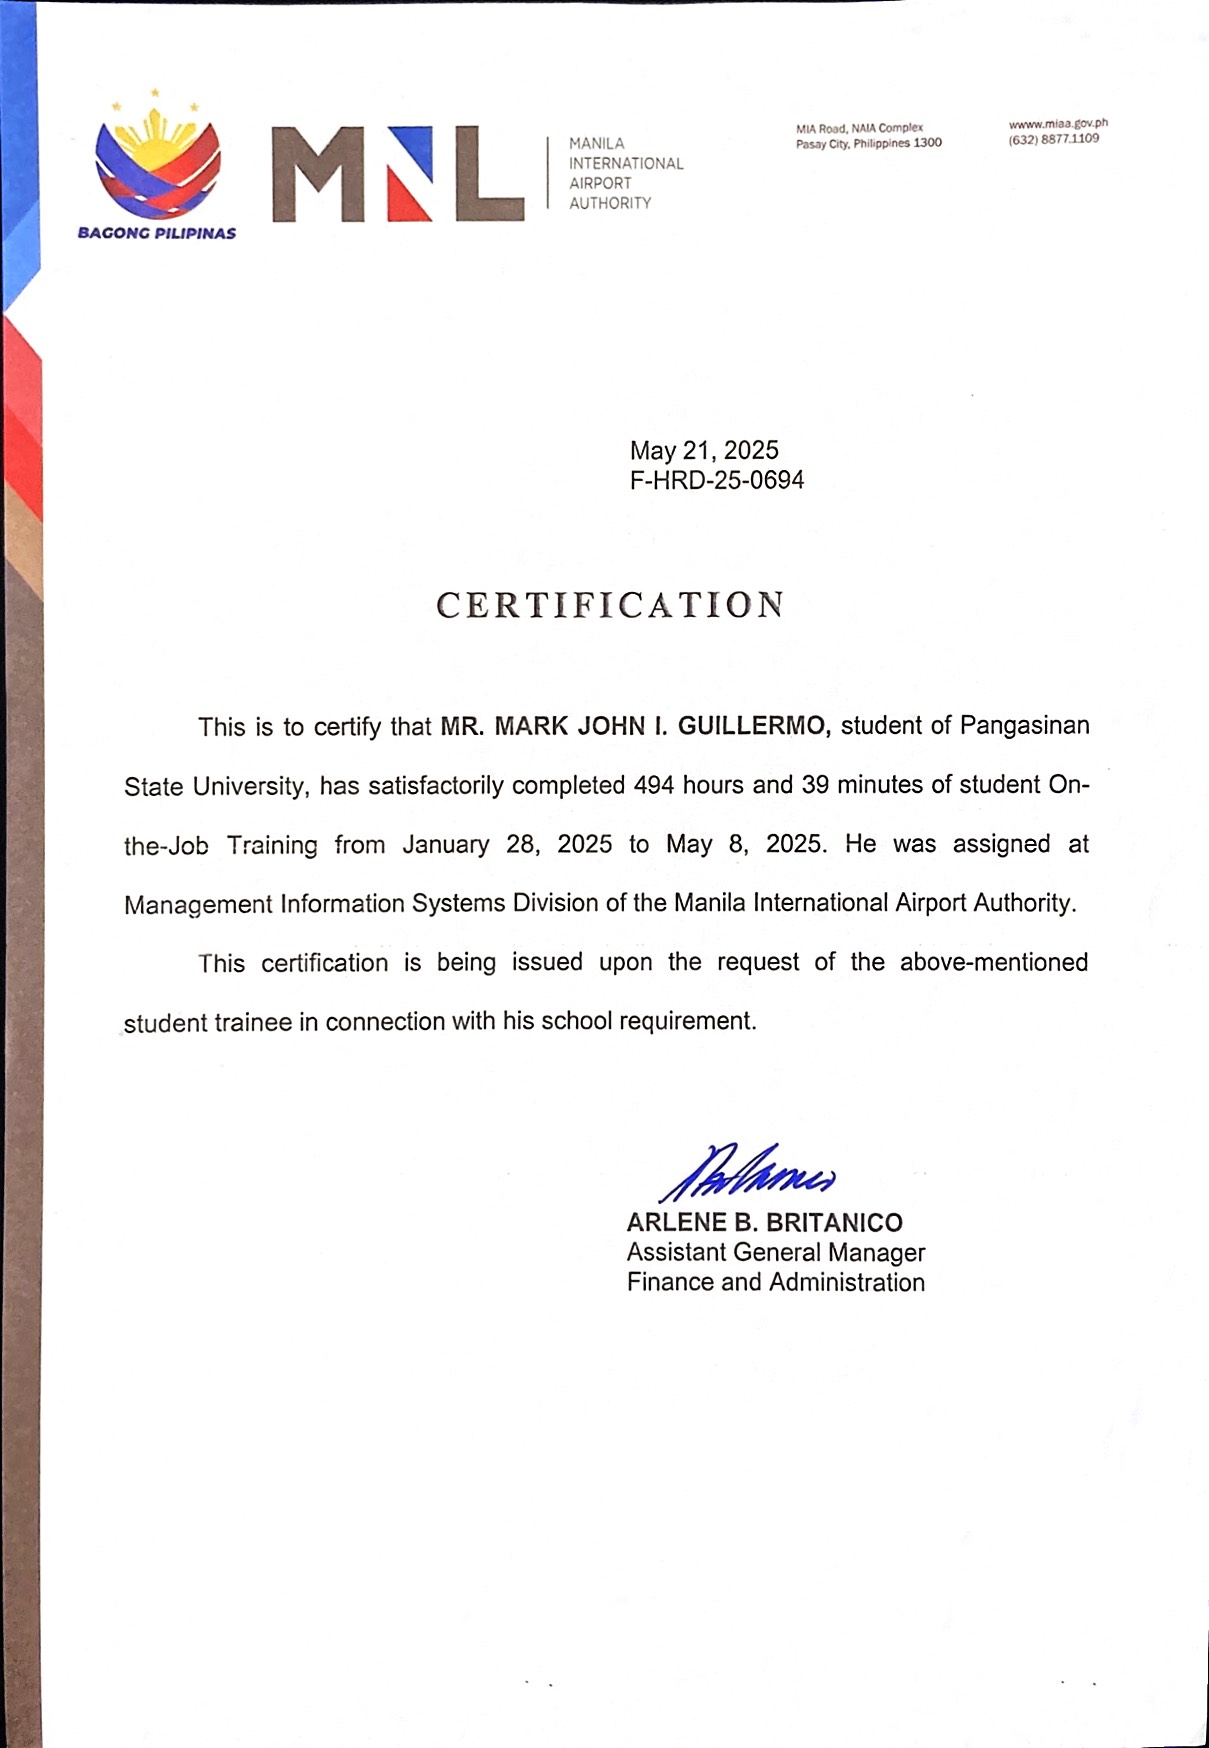 BAGONG PILIPINAS
MNL
MANILA
INTERNATIONAL
AIRPORT
AUTHORITY
MIA Road, NAIA Complex
Pasay City, Philippines 1300
wwww.miaa.gov.ph
(632) 8877.1109
May 21, 2025
F-HRD-25-0694
CERTIFICATION
This is to certify that MR. MARK JOHN I. GUILLERMO, student of Pangasinan
State University, has satisfactorily completed 494 hours and 39 minutes of student On-
the-Job Training from January 28, 2025 to May 8, 2025. He was assigned at
Management Information Systems Division of the Manila International Airport Authority.
This certification is being issued upon the request of the above-mentioned
student trainee in connection with his school requirement.
ARLENE B. BRITANICO
Assistant General Manager
Finance and Administration